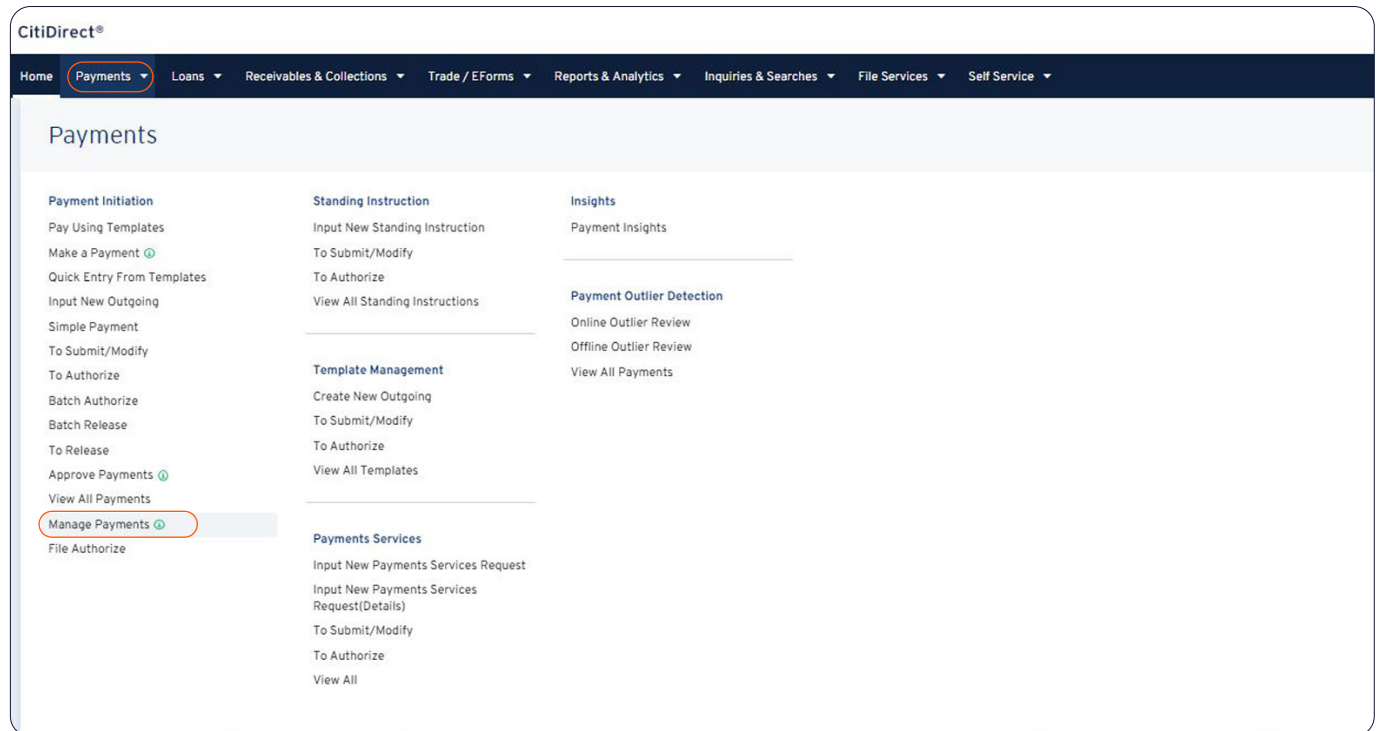 CitiDirect®
Home Payments Loans Receivables & Collections Trade / EForms Reports & Analytics Inquiries & Searches File Services Self Service
Payments
Payment Initiation
Pay Using Templates
Make a Payment
Quick Entry From Templates
Input New Outgoing
Simple Payment
To Submit/Modify
To Authorize
Batch Authorize
Batch Release
To Release
Approve Payments
View All Payments
Manage Payments
File Authorize
Standing Instruction
Input New Standing Instruction
To Submit/Modify
To Authorize
View All Standing Instructions
Template Management
Create New Outgoing
To Submit/Modify
To Authorize
View All Templates
Payments Services
Input New Payments Services Request
Input New Payments Services
Request(Details)
To Submit/Modify
To Authorize
View All
Insights
Payment Insights
Payment Outlier Detection
Online Outlier Review
Offline Outlier Review
View All Payments